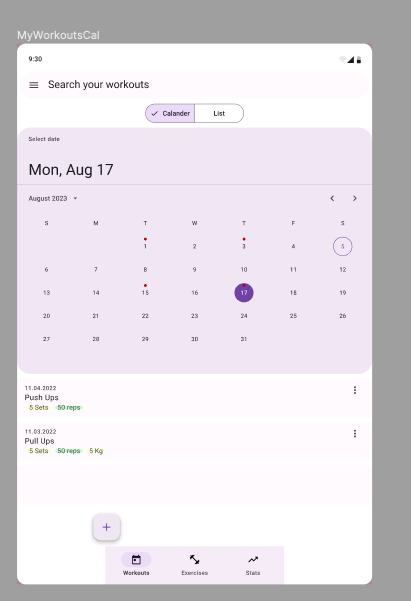 MyWorkoutsCal
9:30
Search your workouts
Calander List
Select date
Mon, Aug 17
August 2023
S M T W T F S
1 2 3 4 5
6 7 8 9 10 11 12
13 14 15 16 17 18 19
20 21 22 23 24 25 26
27 28 29 30 31
11.04.2022
Push Ups
5 Sets 50 reps
11.03.2022
Pull Ups
5 Sets 50 reps 5 Kg
+
Workouts Exercises Stats